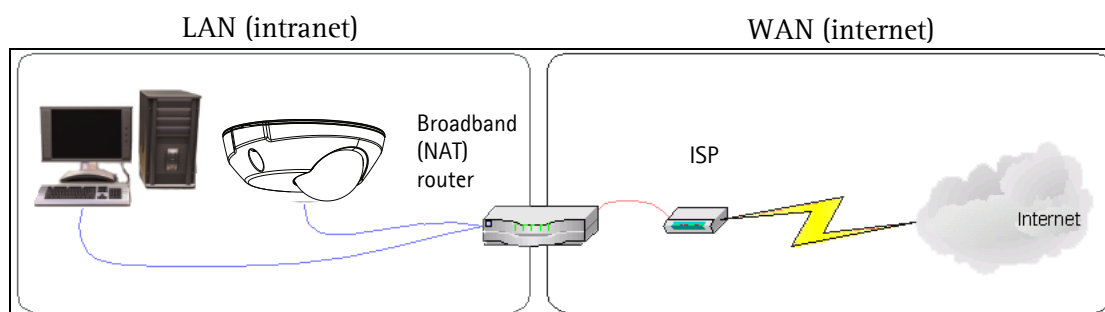 LAN (intranet)
WAN (internet)
Broadband
(NAT)
router
ISP
Internet